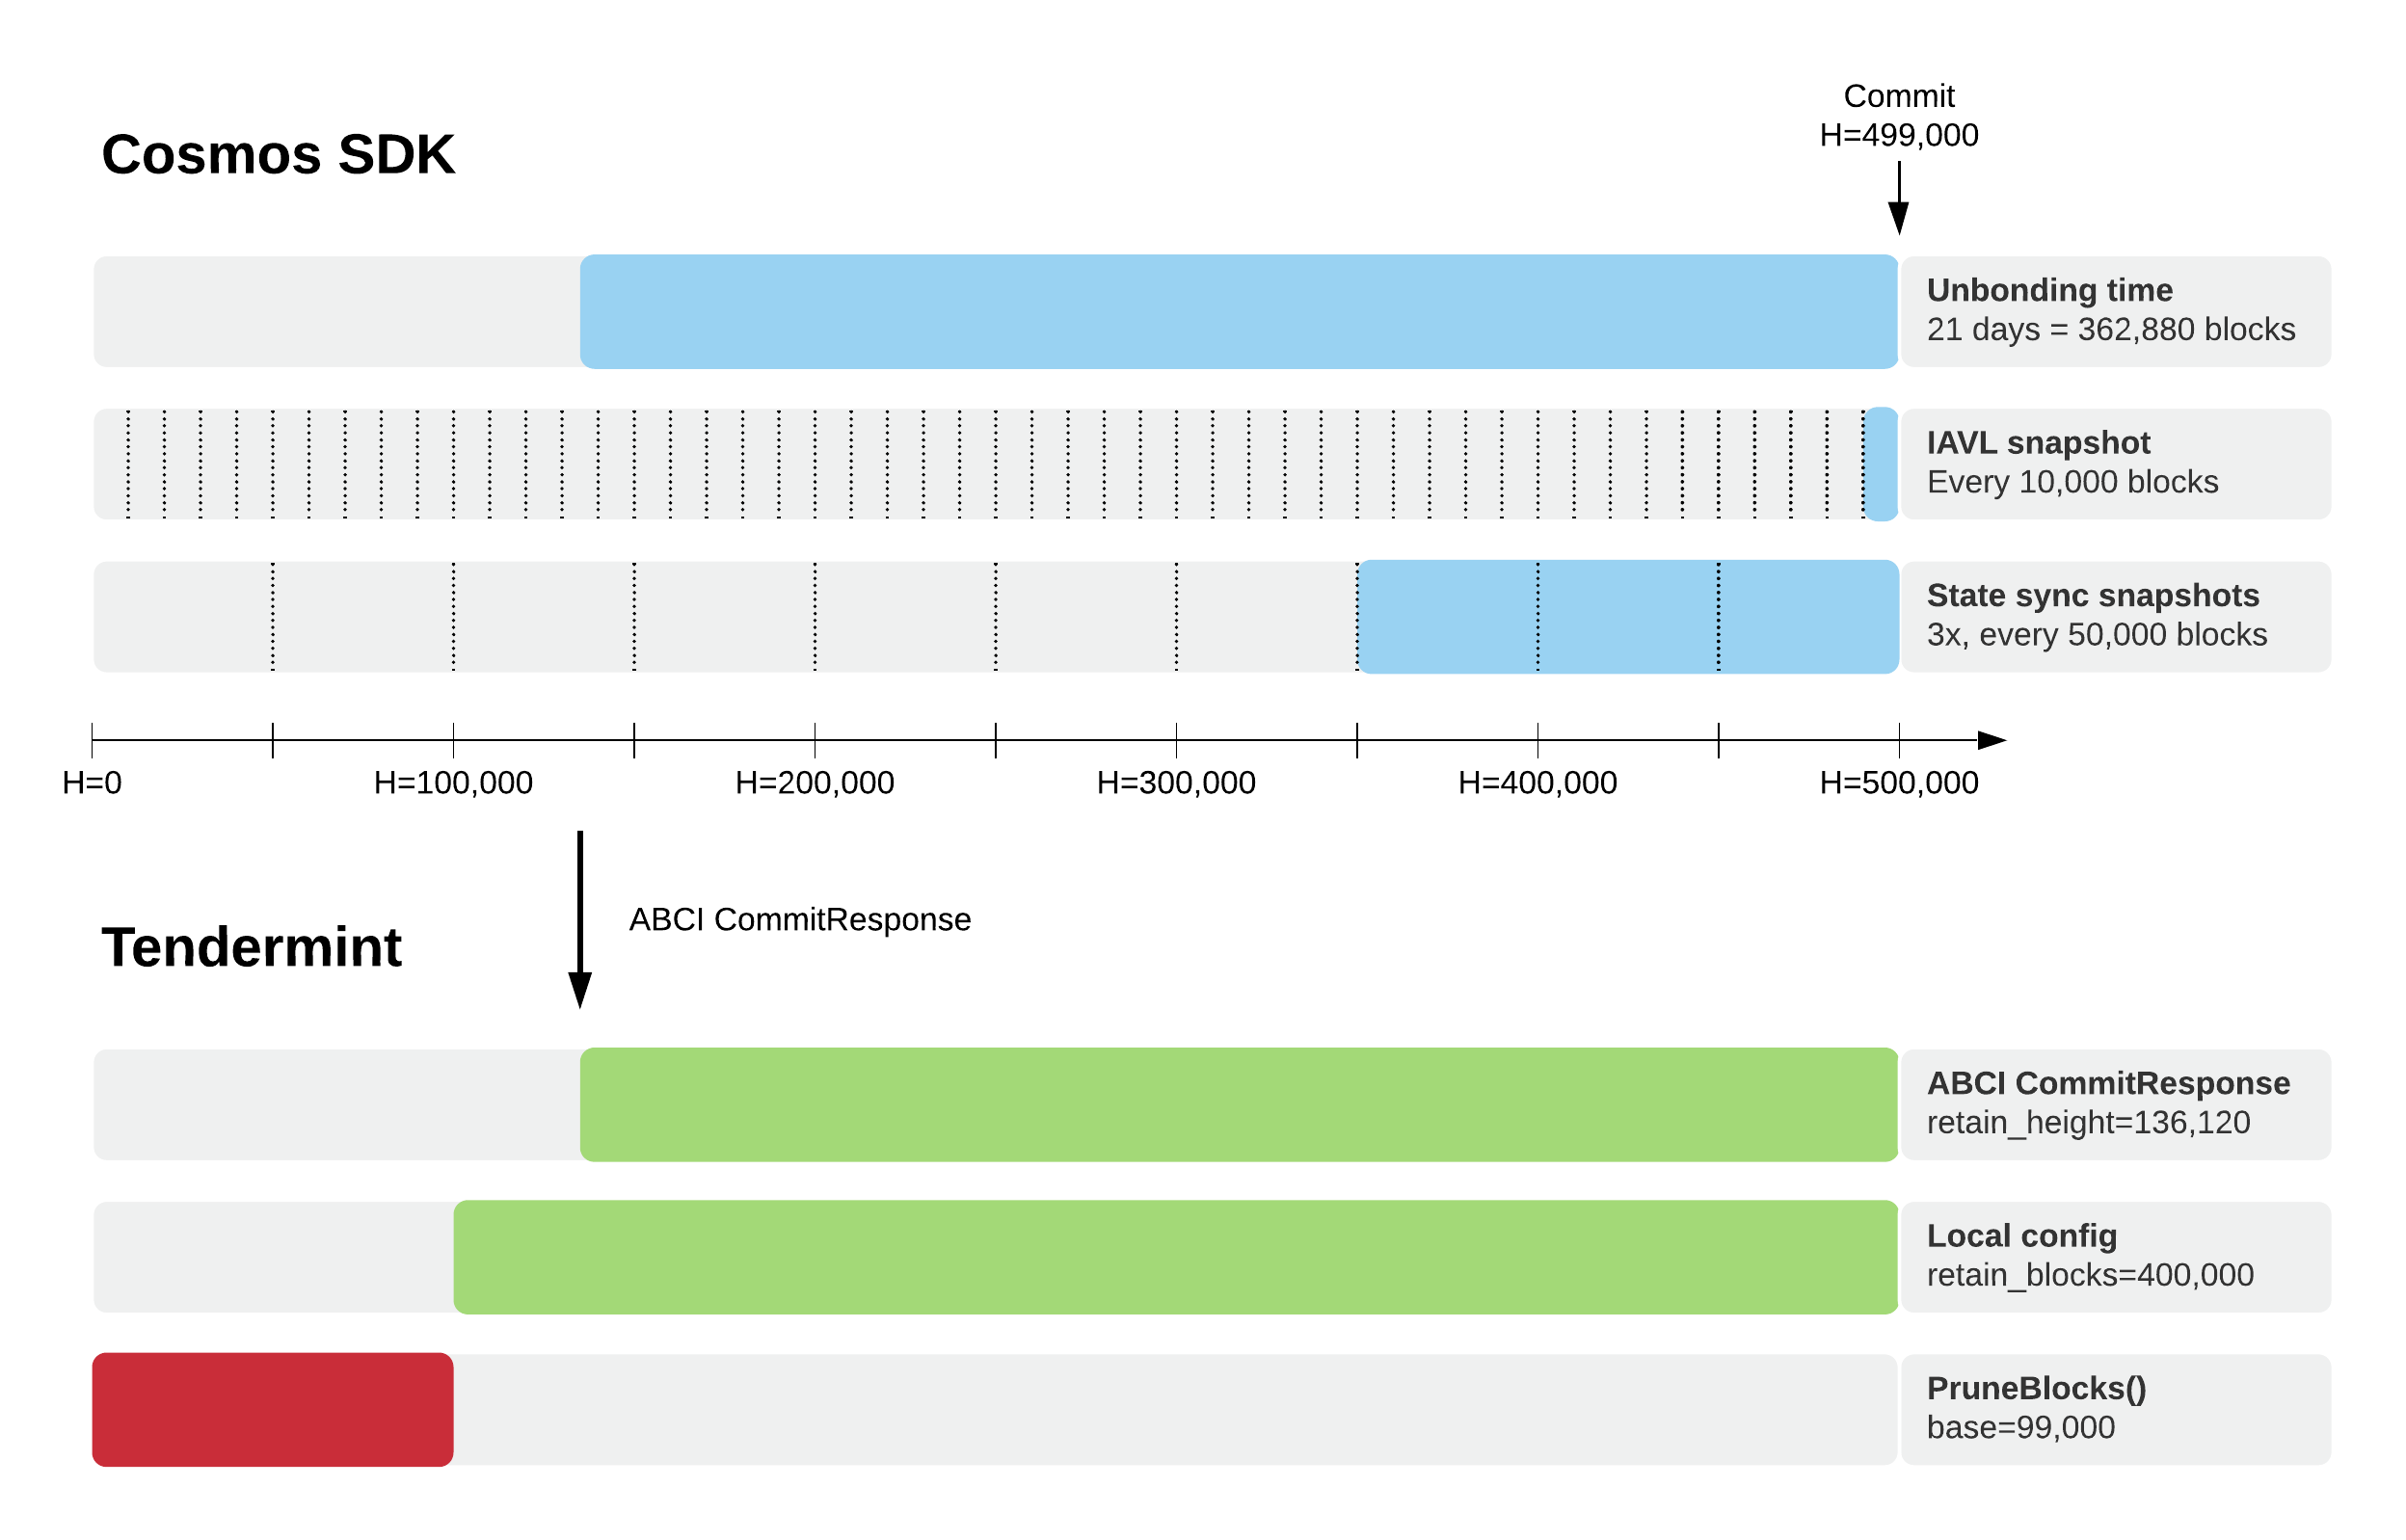 Commit
H=499,000
Cosmos SDK
Unbonding time
21 days = 362,880 blocks
IAVL snapshot
Every 10,000 blocks
State sync snapshots
3x, every 50,000 blocks
H=0
H=100,000
H=200,000
H=300,000
H=400,000
H=500,000
ABCI CommitResponse
Tendermint
ABCI CommitResponse
retain_height=136,120
Local config
retain_blocks=400,000
PruneBlocks()
base=99,000